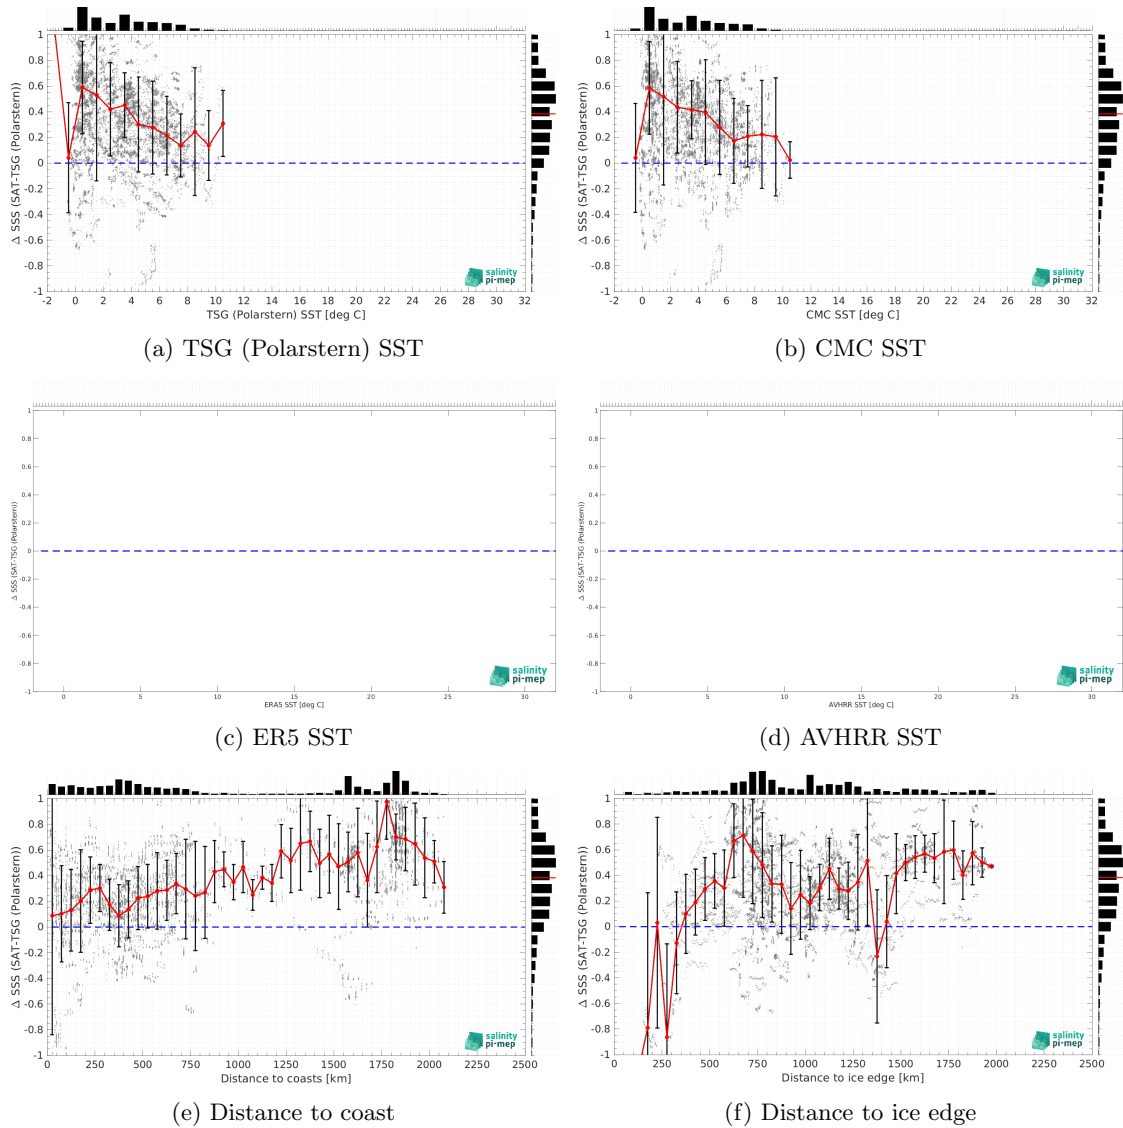 1
0.8
0.6
0.4
0.2
0
-0.2
-0.4
-0.6
-0.8
-1
Δ SSS (SAT-TSG (Polarstern))
salinity
pi-mep
-2 0 2 4 6 8 10 12 14 16 18 20 22 24 26 28 30 32
TSG (Polarstern) SST [deg C]
(a) TSG (Polarstern) SST
1
0.8
0.6
0.4
0.2
0
-0.2
-0.4
-0.6
-0.8
-1
Δ SSS (SAT-TSG (Polarstern))
salinity
pi-mep
-2 0 2 4 6 8 10 12 14 16 18 20 22 24 26 28 30 32
CMC SST [deg C]
(b) CMC SST
1
0.8
0.6
0.4
0.2
0
-0.2
-0.4
-0.6
-0.8
-1
Δ SSS (SAT-TSG (Polarstern))
salinity
pi-mep
0 5 10 15 20 25 30
ERA5 SST [deg C]
(c) ER5 SST
1
0.8
0.6
0.4
0.2
0
-0.2
-0.4
-0.6
-0.8
-1
Δ SSS (SAT-TSG (Polarstern))
salinity
pi-mep
0 5 10 15 20 25 30
AVHRR SST [deg C]
(d) AVHRR SST
1
0.8
0.6
0.4
0.2
0
-0.2
-0.4
-0.6
-0.8
-1
Δ SSS (SAT-TSG (Polarstern))
salinity
pi-mep
0 250 500 750 1000 1250 1500 1750 2000 2250 2500
Distance to coasts [km]
(e) Distance to coast
1
0.8
0.6
0.4
0.2
0
-0.2
-0.4
-0.6
-0.8
-1
Δ SSS (SAT-TSG (Polarstern))
salinity
pi-mep
0 250 500 750 1000 1250 1500 1750 2000 2250 2500
Distance to ice edge [km]
(f) Distance to ice edge